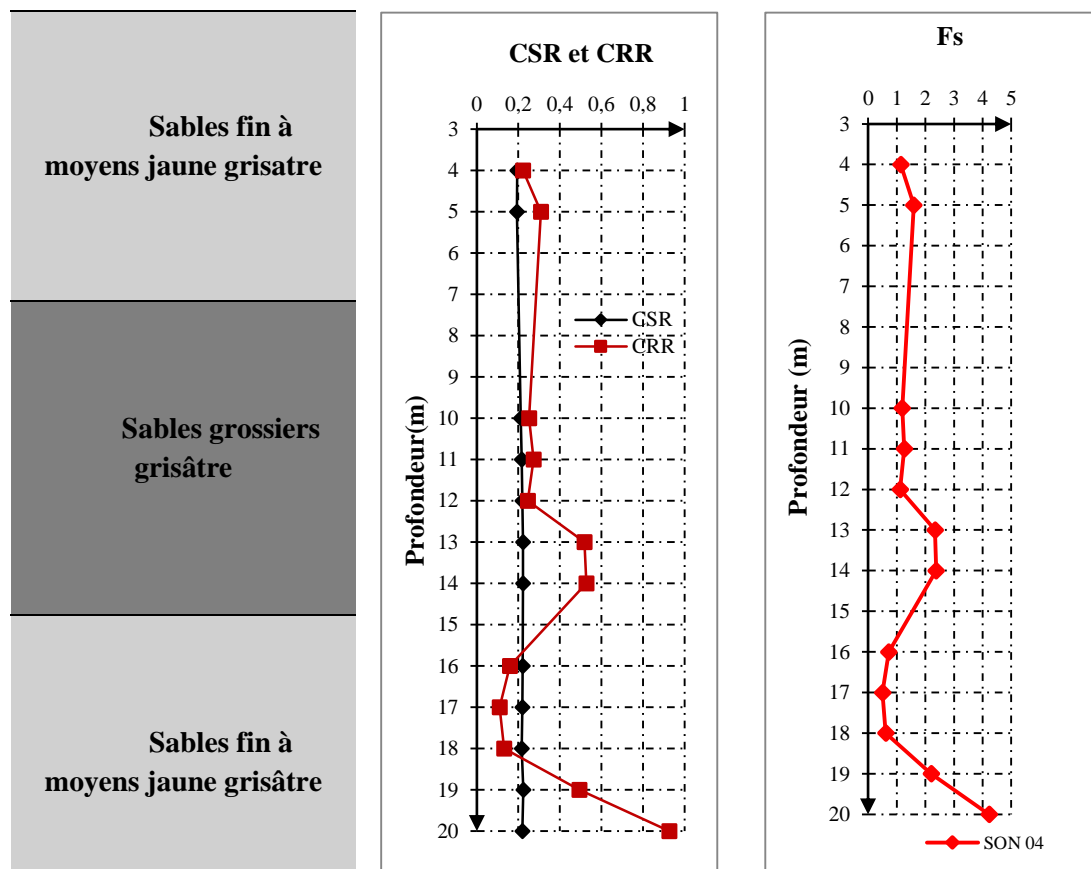 Sables fin à
moyens jaune grisatre
Sables grossiers
grisâtre
Sables fin à
moyens jaune grisâtre
CSR et CRR
0 0,2 0,4 0,6 0,8 1
3
4
5
6
7
8
9
10
11
12
13
14
15
16
17
18
19
20
Profondeur(m)
CSR
CRR
Fs
0 1 2 3 4 5
3
4
5
6
7
8
9
10
11
12
13
14
15
16
17
18
19
20
Profondeur (m)
SON 04